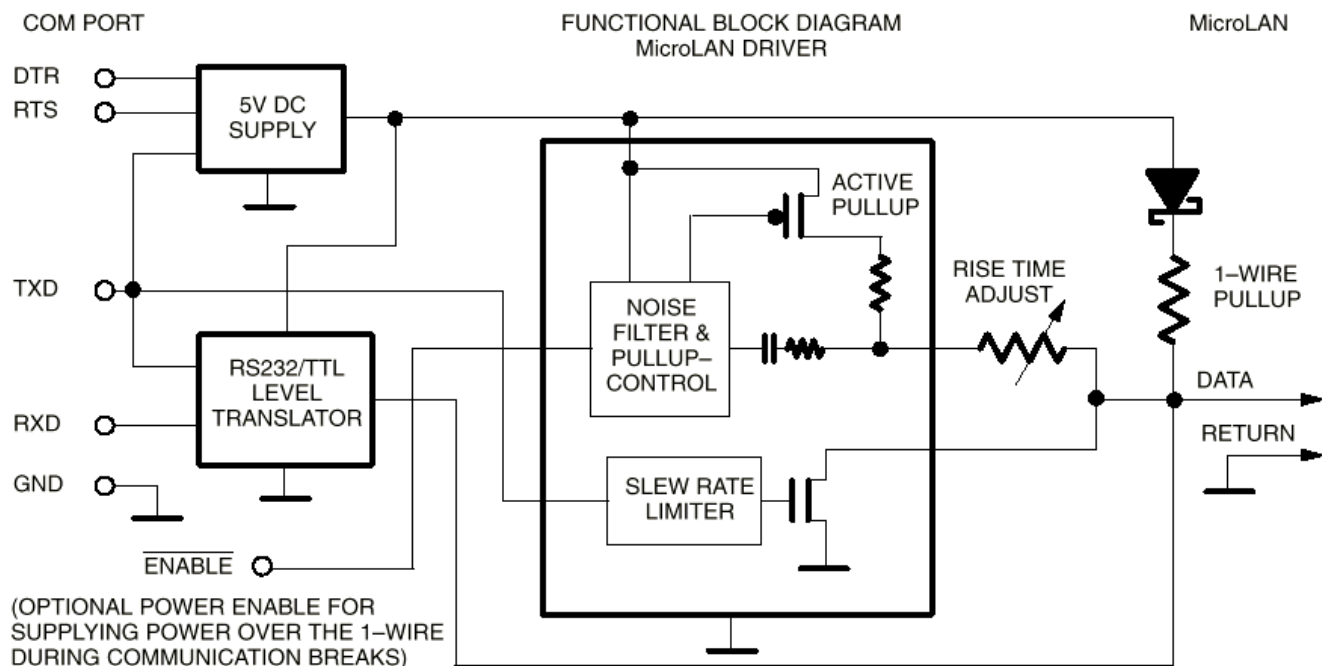 COM PORT
FUNCTIONAL BLOCK DIAGRAM
MicroLAN DRIVER
MicroLAN
DTR
RTS
5V DC
SUPPLY
ACTIVE
PULLUP
RISE TIME
ADJUST
1–WIRE
PULLUP
TXD
NOISE
FILTER &
PULLUP–
CONTROL
RS232/TTL
LEVEL
TRANSLATOR
DATA
RXD
RETURN
GND
SLEW RATE
LIMITER
ENABLE
(OPTIONAL POWER ENABLE FOR
SUPPLYING POWER OVER THE 1–WIRE
DURING COMMUNICATION BREAKS)